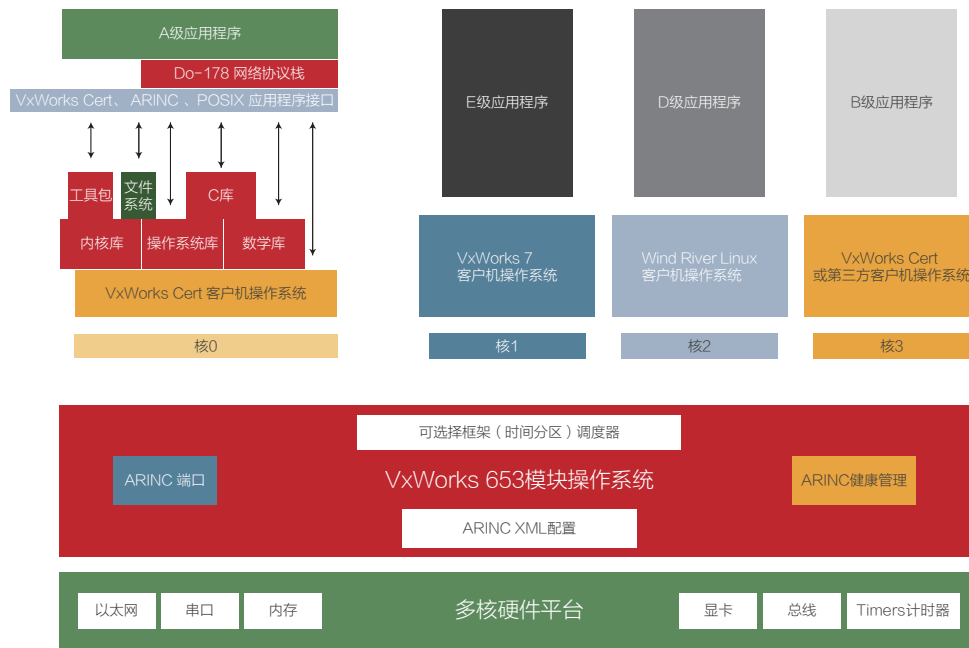 A级应用程序
Do-178 网络协议栈
VxWorks Cert、 ARINC 、POSIX 应用程序接口
工具包
文件
系统
C库
内核库
操作系统库
数学库
VxWorks Cert 客户机操作系统
核0
E级应用程序
VxWorks 7
客户机操作系统
核1
D级应用程序
Wind River Linux
客户机操作系统
核2
B级应用程序
VxWorks Cert
或第三方客户机操作系统
核3
可选择框架（时间分区）调度器
ARINC 端口
VxWorks 653模块操作系统
ARINC健康管理
ARINC XML配置
以太网
串口
内存
多核硬件平台
显卡
总线
Timers计时器